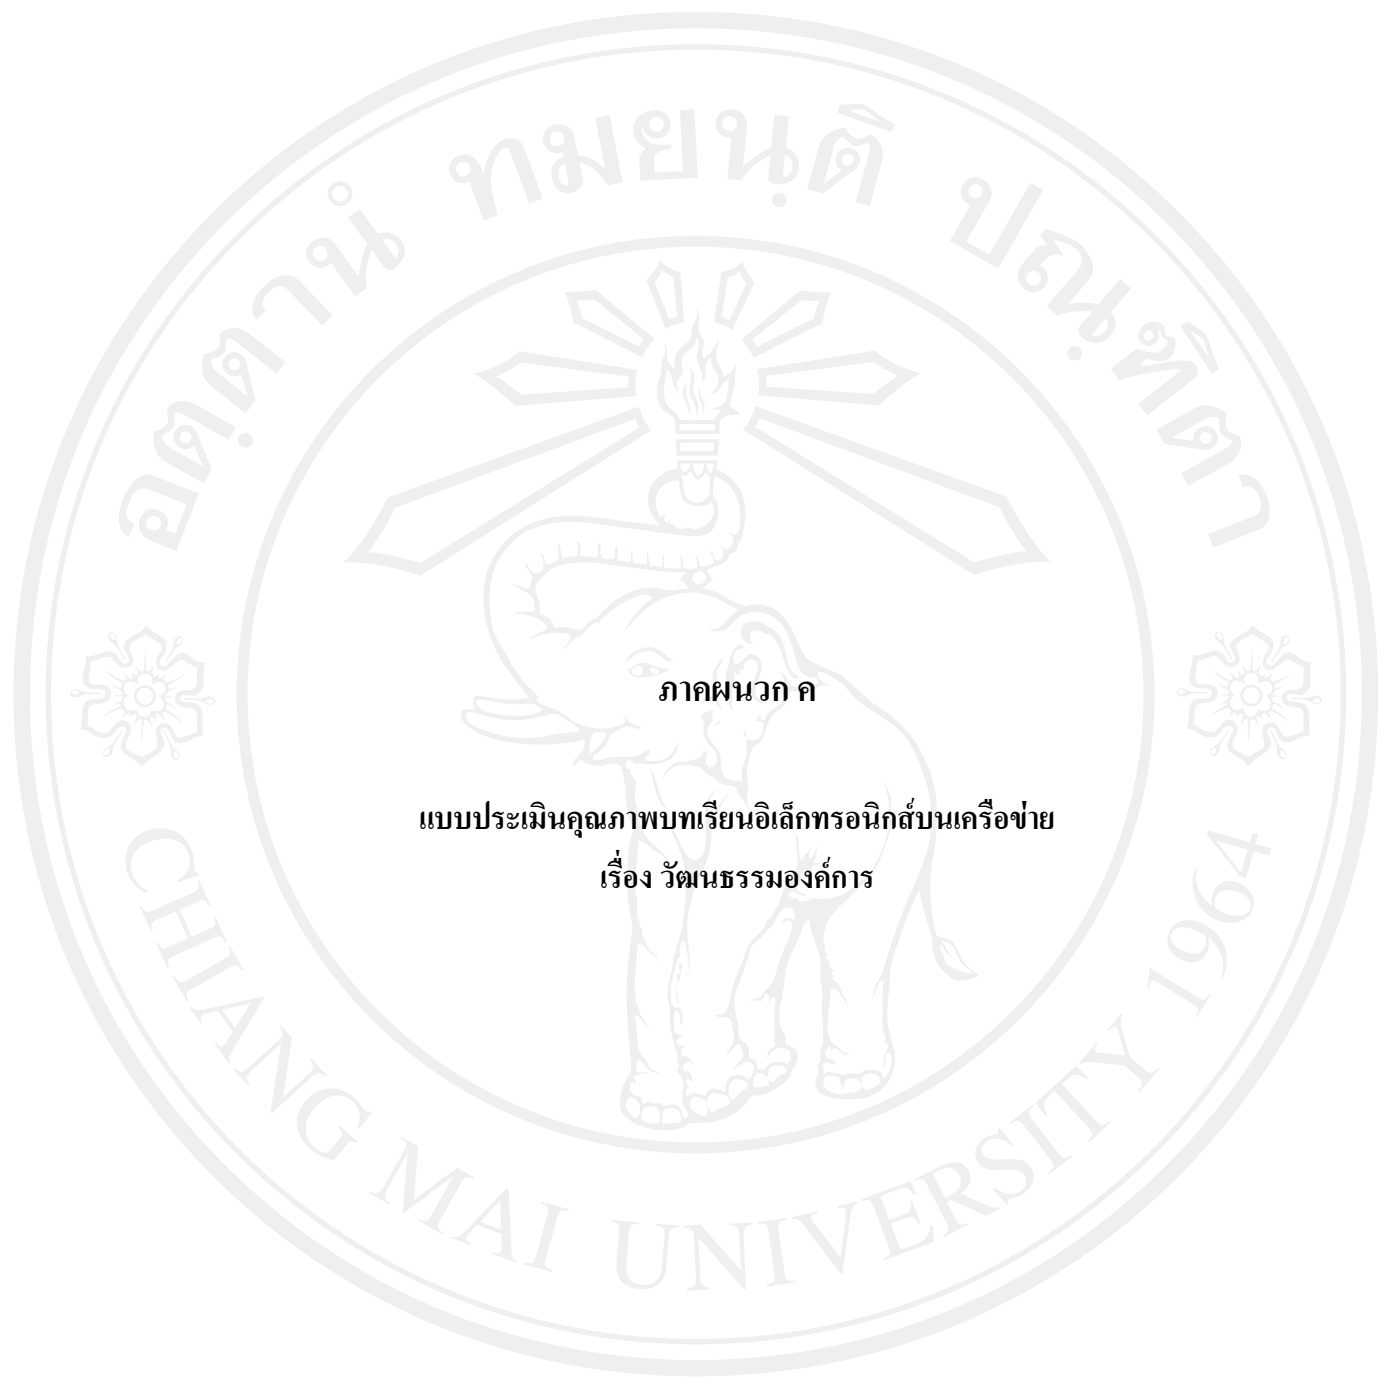 อตฺตานํ ทมยนฺติ ปณฺฑิตา
ภาคผนวก ค
แบบประเมินคุณภาพบทเรียนอิเล็กทรอนิกส์บนเครือข่าย
เรื่อง วัฒนธรรมองค์การ
CHIANG MAI UNIVERSITY 1964